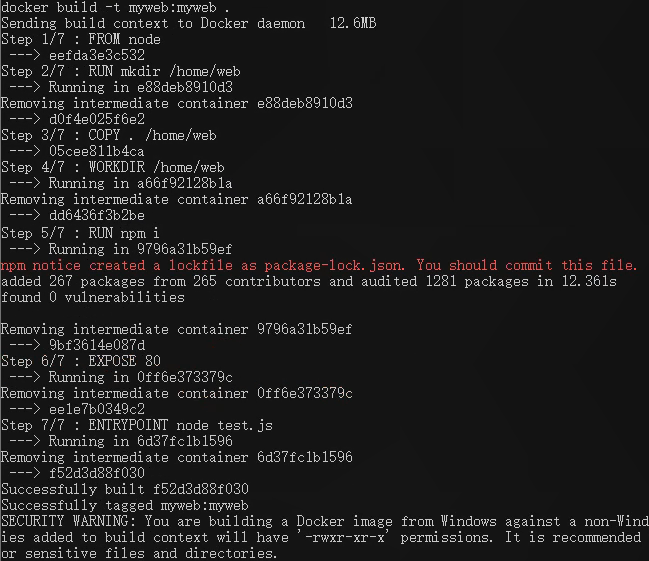 docker build -t myweb:myweb .
Sending build context to Docker daemon 12.6MB
Step 1/7 : FROM node
---> eefda3e3c532
Step 2/7 : RUN mkdir /home/web
---> Running in e88deb8910d3
Removing intermediate container e88deb8910d3
---> d0f4e025f6e2
Step 3/7 : COPY . /home/web
---> 05cee811b4ca
Step 4/7 : WORKDIR /home/web
---> Running in a66f92128b1a
Removing intermediate container a66f92128b1a
---> dd6436f3b2be
Step 5/7 : RUN npm i
---> Running in 9796a31b59ef
npm notice created a lockfile as package-lock.json. You should commit this file.
added 267 packages from 265 contributors and audited 1281 packages in 12.361s
found 0 vulnerabilities
Removing intermediate container 9796a31b59ef
---> 9bf3614e087d
Step 6/7 : EXPOSE 80
---> Running in 0ff6e373379c
Removing intermediate container 0ff6e373379c
---> ee1e7b0349c2
Step 7/7 : ENTRYPOINT node test.js
---> Running in 6d37fc1b1596
Removing intermediate container 6d37fc1b1596
---> f52d3d88f030
Successfully built f52d3d88f030
Successfully tagged myweb:myweb
SECURITY WARNING: You are building a Docker image from Windows against a non-Wind
ies added to build context will have '-rwxr-xr-x' permissions. It is recommended
or sensitive files and directories.